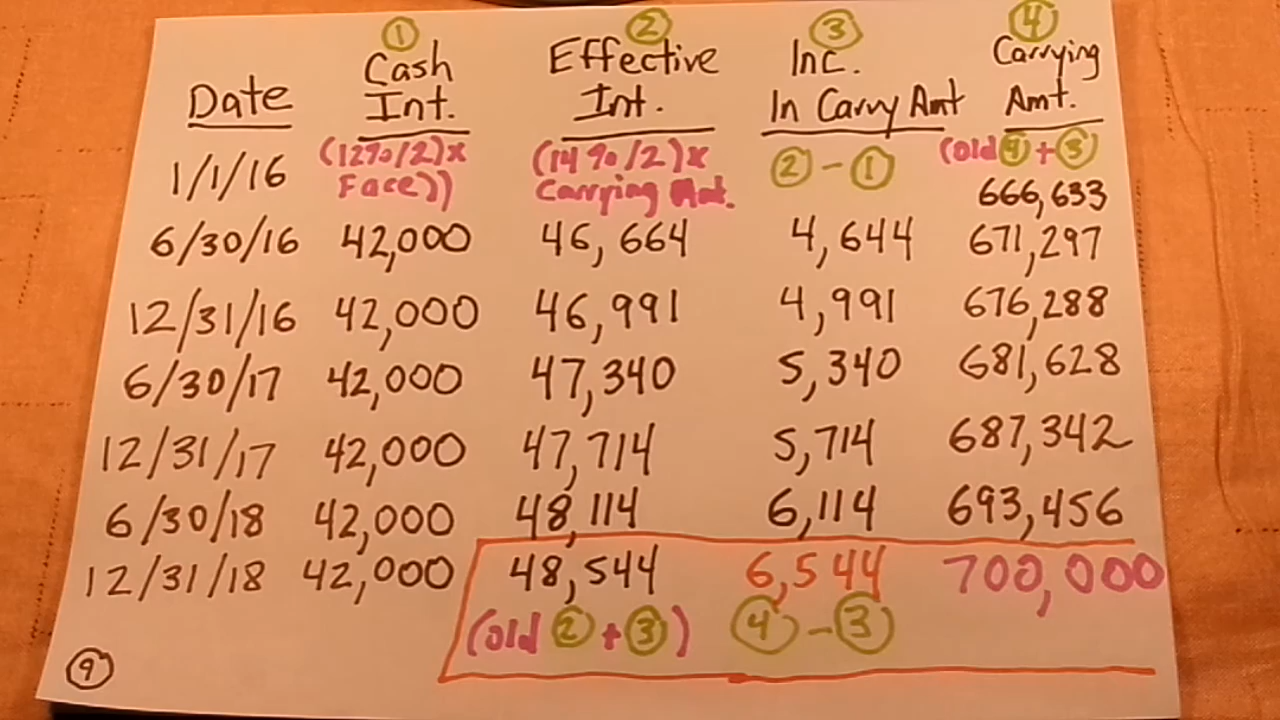 ① ② ③ ④
Cash Effective Inc. Carrying
Date Int. Int. In Carry Amt Amt.
1/1/16 (12%/2)x (14%/2)x ② - ① (old ④ + ③)
Face)) Carrying Amt. 666,633
6/30/16 42,000 46,664 4,644 671,297
12/31/16 42,000 46,991 4,991 676,288
6/30/17 42,000 47,340 5,340 681,628
12/31/17 42,000 47,714 5,714 687,342
6/30/18 42,000 48,114 6,114 693,456
12/31/18 42,000 48,544 6,544 700,000
(old ② + ③) ④ - ③
⑨